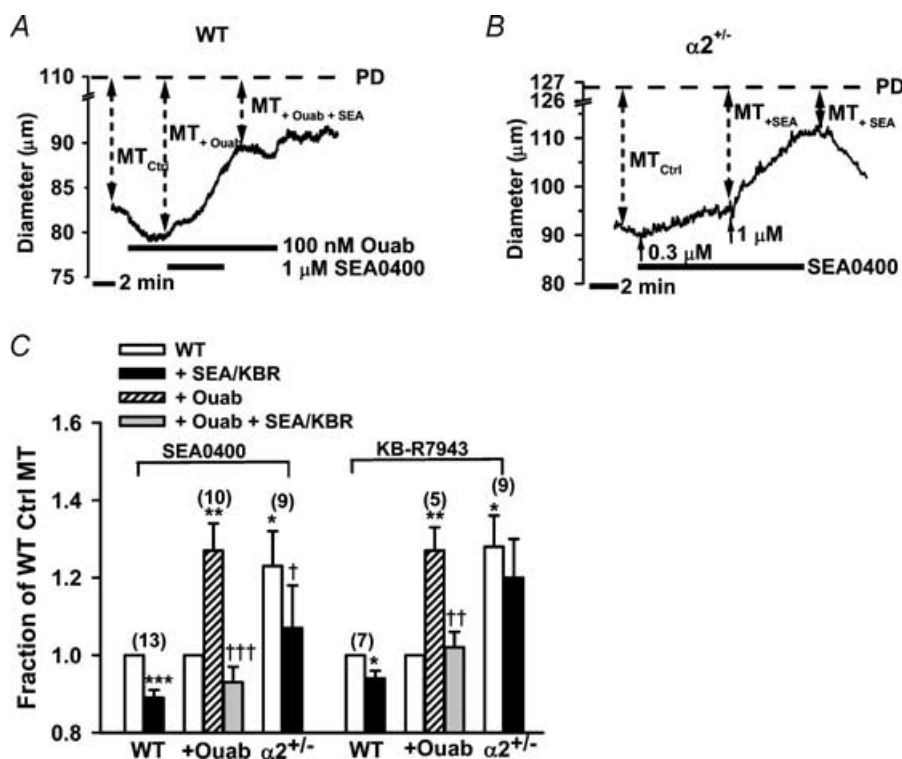 A
WT
110
PD
90
85
80
75
Diameter (μm)
MT Ctrl
MT + Ouab
MT + Ouab + SEA
100 nM Ouab
1 μM SEA0400
2 min
B
α2+/-
127
126
PD
110
100
90
80
Diameter (μm)
MT Ctrl
MT +SEA
MT + SEA
0.3 μM
1 μM
SEA0400
2 min
C
WT
+ SEA/KBR
+ Ouab
+ Ouab + SEA/KBR
Fraction of WT Ctrl MT
1.6
1.4
1.2
1.0
0.8
SEA0400
KB-R7943
(13)
***
(10)
**
†††
(9)
*
†
(7)
*
(5)
**
††
(9)
*
WT
+Ouab
α2+/-
WT
+Ouab
α2+/-